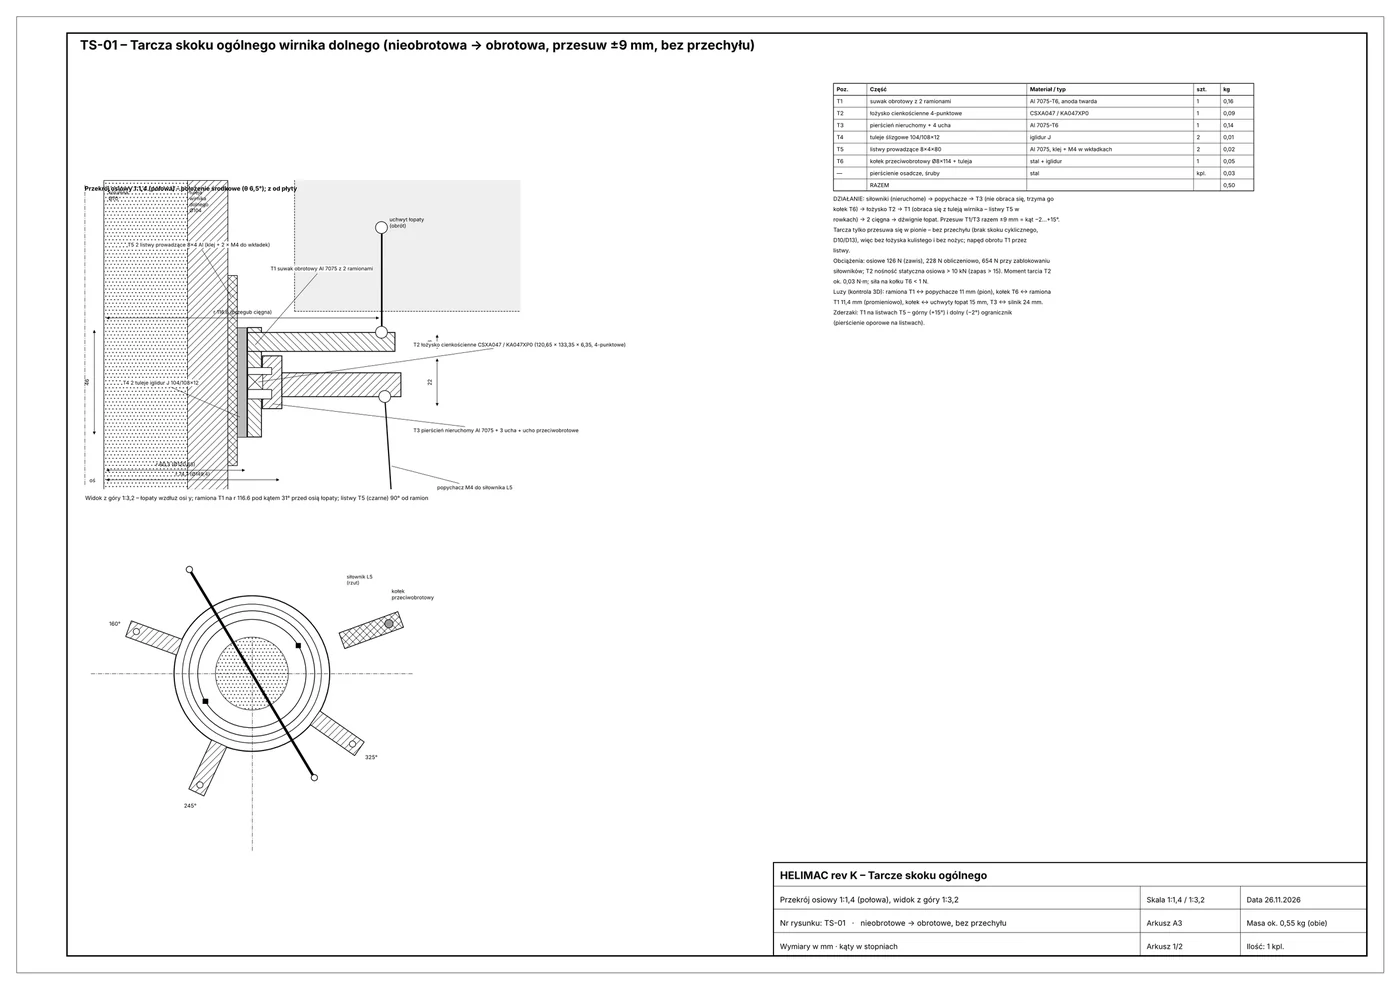 TS-01 – Tarcza skoku ogólnego wirnika dolnego (nieobrotowa → obrotowa, przesuw ±9 mm, bez przechyłu)
Poz. Część Materiał / typ szt. kg
T1 suwak obrotowy z 2 ramionami Al 7075-T6, anoda twarda 1 0,16
T2 łożysko cienkościenne 4-punktowe CSXA047 / KA047XP0 1 0,09
T3 pierścień nieruchomy + 4 ucha Al 7075-T6 1 0,14
T4 tuleje ślizgowe 104/108×12 iglidur J 2 0,01
T5 listwy prowadzące 8×4×80 Al 7075, klej + M4 w wkładkach 2 0,02
T6 kołek przeciwobrotowy Ø8×114 + tuleja stal + iglidur 1 0,05
— pierścienie osadcze, śruby stal kpl. 0,03
RAZEM 0,50
DZIAŁANIE: siłowniki (nieruchome) → popychacze → T3 (nie obraca się, trzyma go
kołek T6) → łożysko T2 → T1 (obraca się z tuleją wirnika – listwy T5 w
rowkach) → 2 cięgna → dźwignie łopat. Przesuw T1/T3 razem ±9 mm = kąt −2…+15°.
Tarcza tylko przesuwa się w pionie – bez przechyłu (brak skoku cyklicznego,
D10/D13), więc bez łożyska kulistego i bez nożyc; napęd obrotu T1 przez
listwy.
Obciążenia: osiowe 126 N (zawis), 228 N obliczeniowo, 654 N przy zablokowaniu
siłowników; T2 nośność statyczna osiowa > 10 kN (zapas > 15). Moment tarcia T2
ok. 0,03 N·m; siła na kołku T6 < 1 N.
Luzy (kontrola 3D): ramiona T1 ↔ popychacze 11 mm (pion), kołek T6 ↔ ramiona
T1 11,4 mm (promieniowo), kołek ↔ uchwyty łopat 15 mm, T3 ↔ silnik 24 mm.
Zderzaki: T1 na listwach T5 – górny (+15°) i dolny (−2°) ogranicznik
(pierścienie oporowe na listwach).
Przekrój osiowy 1:1,4 (połowa) – położenie środkowe (θ 6,5°); z od płyty
wirnika
dolnego
Ø104
uchwyt łopaty
(obrót)
T5 2 listwy prowadzące 8×4 Al (klej + 2 × M4 do wkładek)
T1 suwak obrotowy Al 7075 z 2 ramionami
r 116.6 (przegub cięgna)
T2 łożysko cienkościenne CSXA047 / KA047XP0 (120,65 × 133,35 × 6,35, 4-punktowe)
46
T4 2 tuleje iglidur J 104/108×12
22
T3 pierścień nieruchomy Al 7075 + 3 ucha + ucho przeciwobrotowe
oś
popychacz M4 do siłownika L5
Widok z góry 1:3,2 – łopaty wzdłuż osi y; ramiona T1 na r 116.6 pod kątem 31° przed osią łopaty; listwy T5 (czarne) 90° od ramion
siłownik L5
(rzut)
kołek
przeciwobrotowy
160°
325°
245°
HELIMAC rev K – Tarcze skoku ogólnego
Przekrój osiowy 1:1,4 (połowa), widok z góry 1:3,2 Skala 1:1,4 / 1:3,2 Data 26.11.2026
Nr rysunku: TS-01 · nieobrotowe → obrotowe, bez przechyłu Arkusz A3 Masa ok. 0,55 kg (obie)
Wymiary w mm · kąty w stopniach Arkusz 1/2 Ilość: 1 kpl.